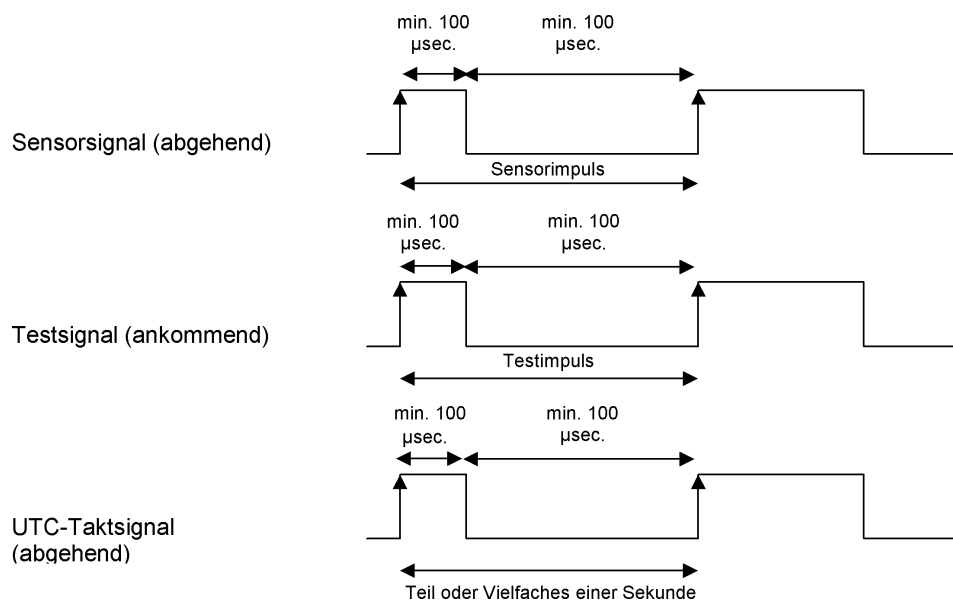 min. 100 min. 100
µsec. µsec.
Sensorsignal (abgehend)
Sensorimpuls
min. 100 min. 100
µsec. µsec.
Testsignal (ankommend)
Testimpuls
min. 100 min. 100
µsec. µsec.
UTC-Taktsignal
(abgehend)
Teil oder Vielfaches einer Sekunde